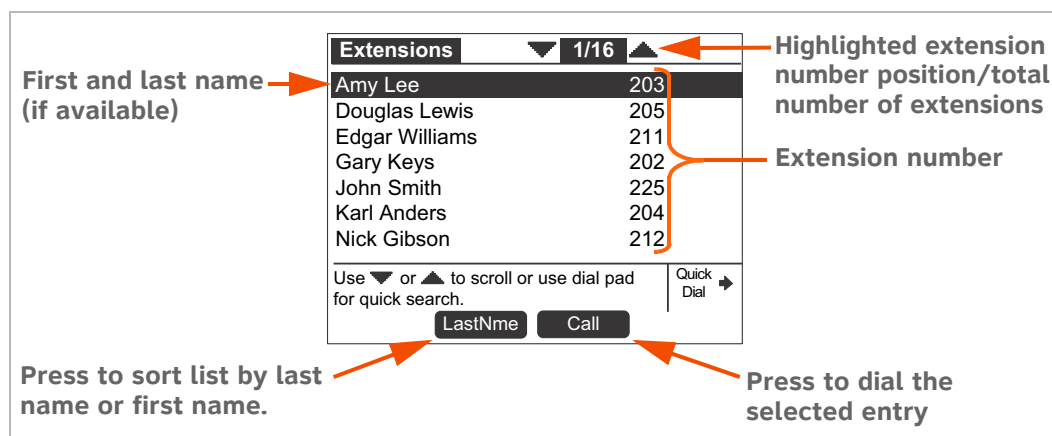 Extensions 1/16
Highlighted extension
number position/total
number of extensions
First and last name
(if available)
Amy Lee 203
Douglas Lewis 205
Edgar Williams 211
Gary Keys 202
John Smith 225
Karl Anders 204
Nick Gibson 212
Extension number
Use ▼ or ▲ to scroll or use dial pad
for quick search.
Quick
Dial
LastNme Call
Press to sort list by last
name or first name.
Press to dial the
selected entry